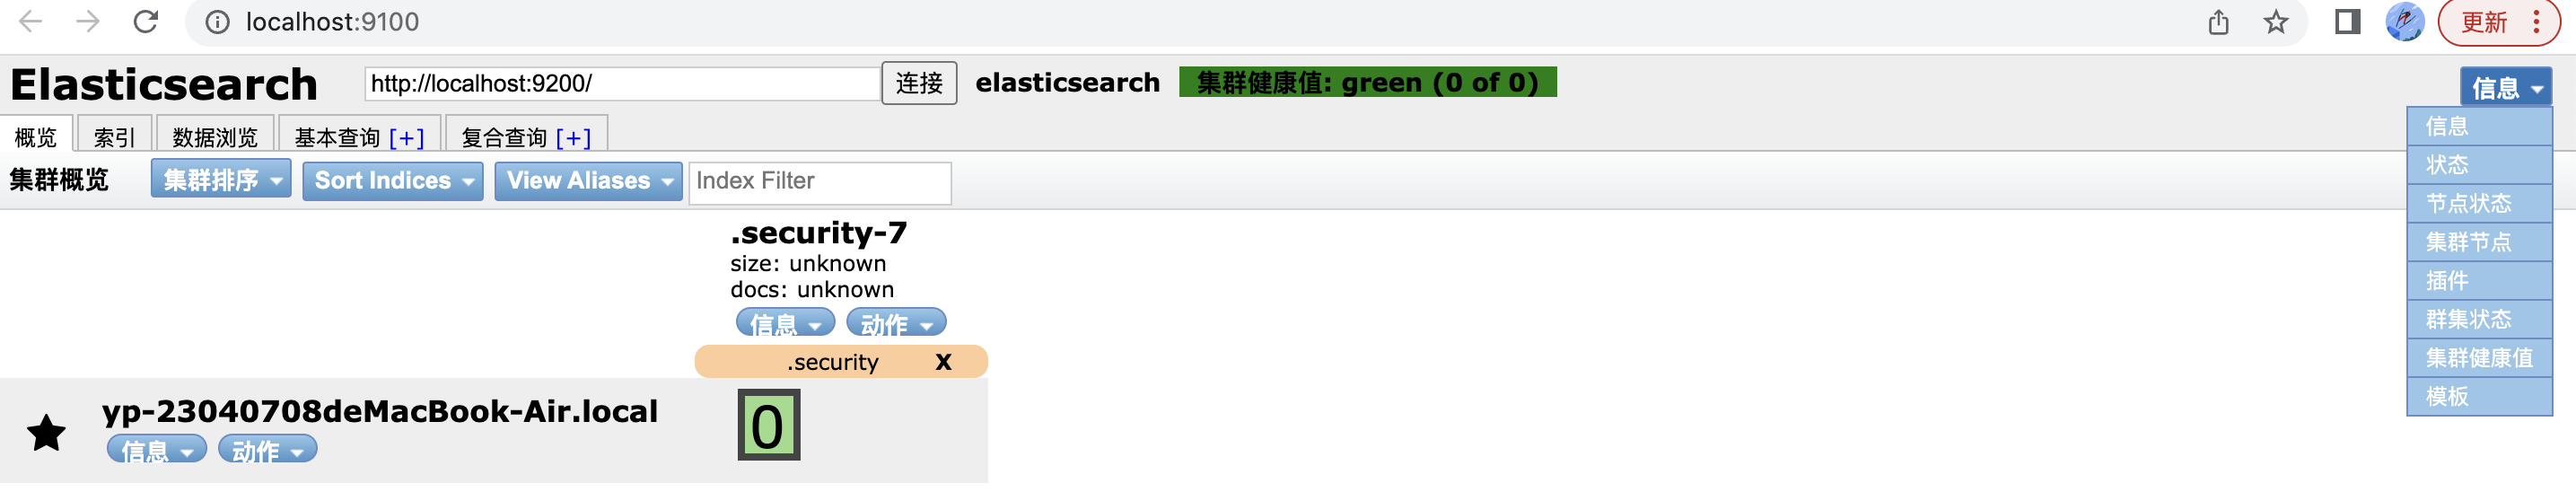 localhost:9100
更新
Elasticsearch
http://localhost:9200/
连接
elasticsearch
集群健康值: green (0 of 0)
信息
概览
索引
数据浏览
基本查询 [+]
复合查询 [+]
信息
状态
节点状态
集群节点
插件
群集状态
集群健康值
模板
集群概览
集群排序
Sort Indices
View Aliases
Index Filter
.security-7
size: unknown
docs: unknown
信息
动作
.security
X
yp-23040708deMacBook-Air.local
信息
动作
0